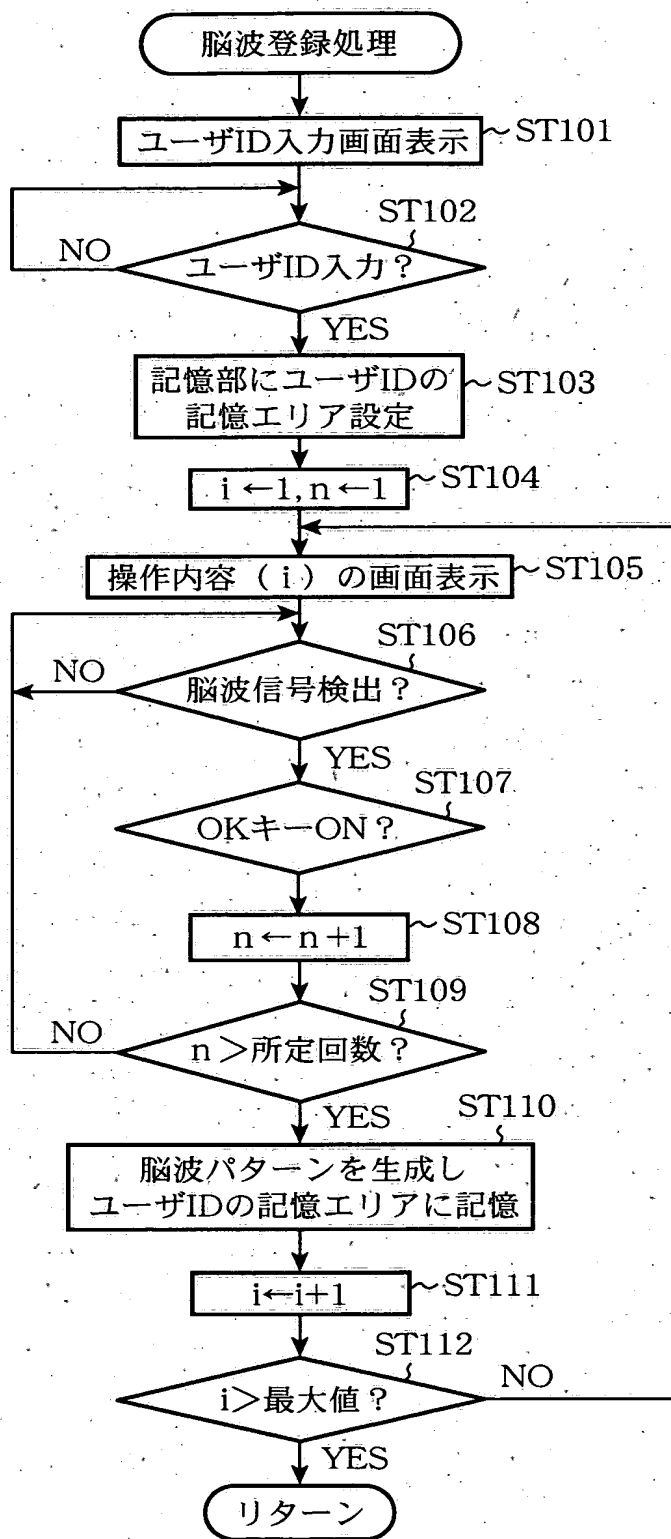 脳波登録処理
ユーザID入力画面表示
ST101
ST102
ユーザID入力?
NO
YES
記憶部にユーザIDの
記憶エリア設定
ST103
i←1,n←1
ST104
操作内容(i)の画面表示
ST105
ST106
脳波信号検出?
NO
YES
ST107
OKキーON?
n←n+1
ST108
ST109
n>所定回数?
NO
YES
ST110
脳波パターンを生成し
ユーザIDの記憶エリアに記憶
i←i+1
ST111
ST112
i>最大値?
NO
YES
リターン